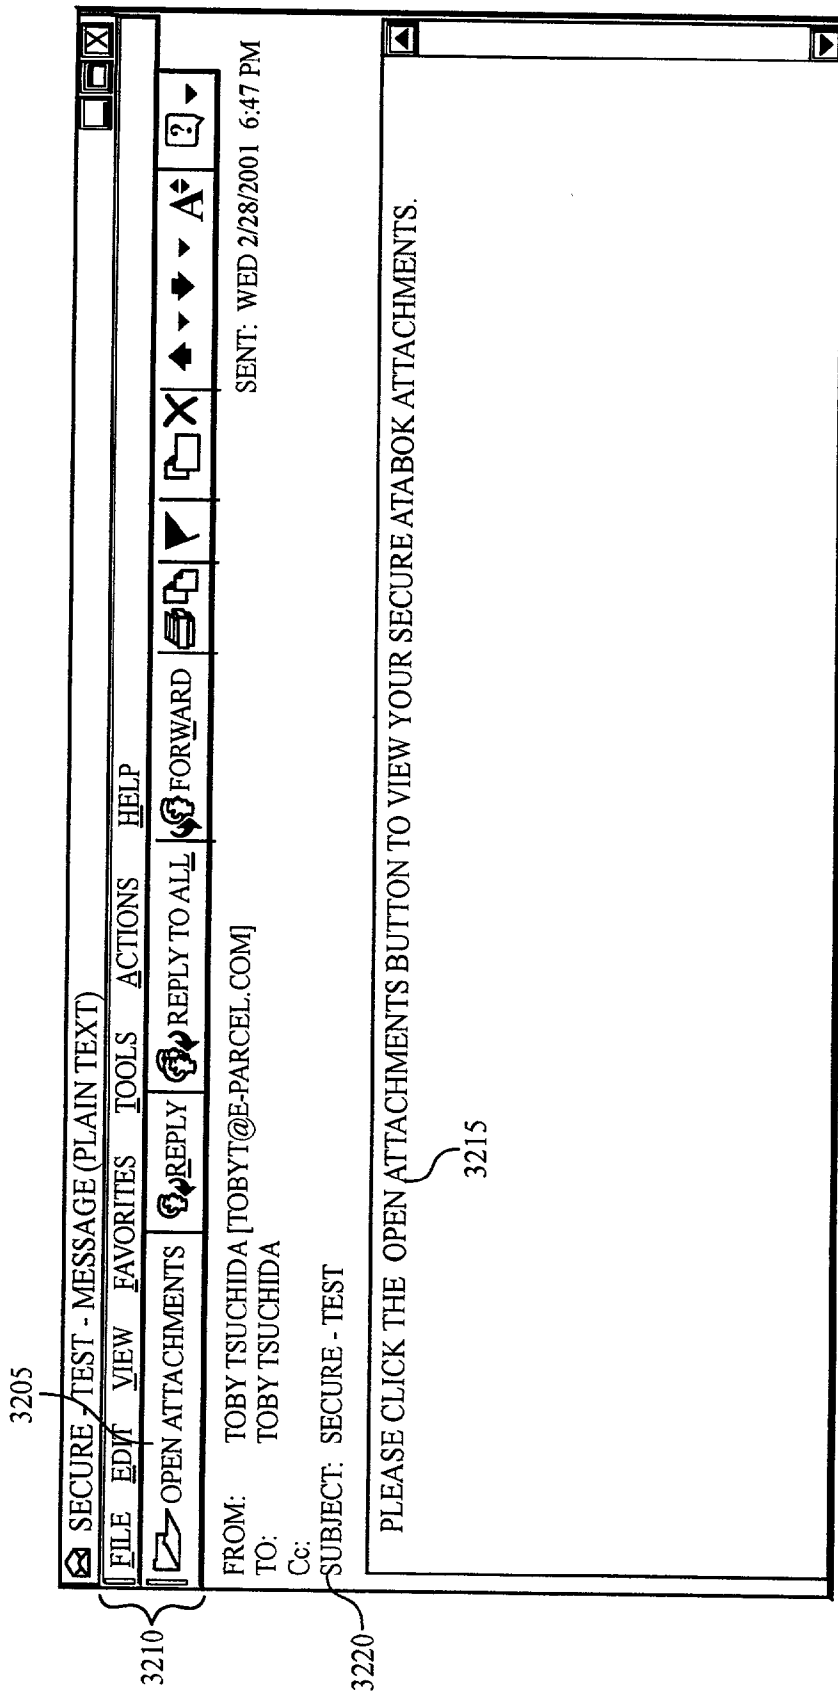 3205
SECURE - TEST - MESSAGE (PLAIN TEXT)
3210
FILE EDIT VIEW FAVORITES TOOLS ACTIONS HELP
OPEN ATTACHMENTS REPLY REPLY TO ALL FORWARD A ?
FROM: TOBY TSUCHIDA [TOBYT@E-PARCEL.COM] SENT: WED 2/28/2001 6:47 PM
TO: TOBY TSUCHIDA
Cc:
3220
SUBJECT: SECURE - TEST
PLEASE CLICK THE OPEN ATTACHMENTS BUTTON TO VIEW YOUR SECURE ATABOK ATTACHMENTS.
3215